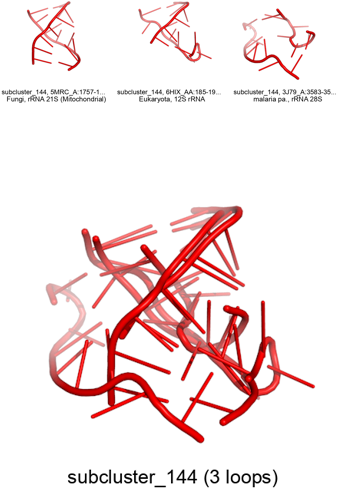 subcluster_144, 5MRC_A:1757-1...
Fungi, rRNA 21S (Mitochondrial)
subcluster_144, 6HIX_AA:185-19...
Eukaryota, 12S rRNA
subcluster_144, 3J79_A:3583-35...
malaria pa., rRNA 28S
subcluster_144 (3 loops)